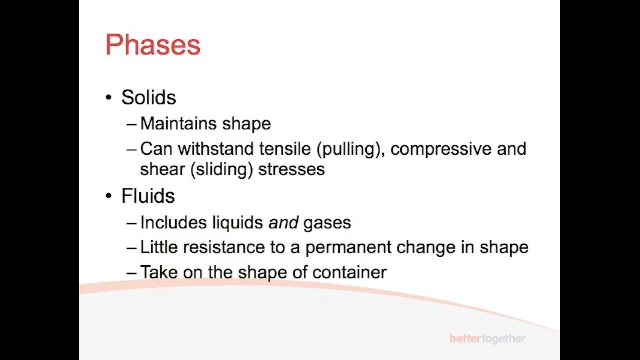 Phases
• Solids
– Maintains shape
– Can withstand tensile (pulling), compressive and
shear (sliding) stresses
• Fluids
– Includes liquids and gases
– Little resistance to a permanent change in shape
– Take on the shape of container
bettertogether